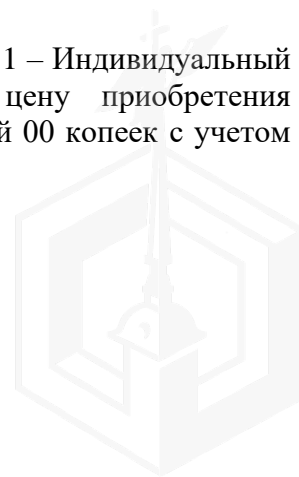 1 – Индивидуальный
цену приобретения
й 00 копеек с учетом